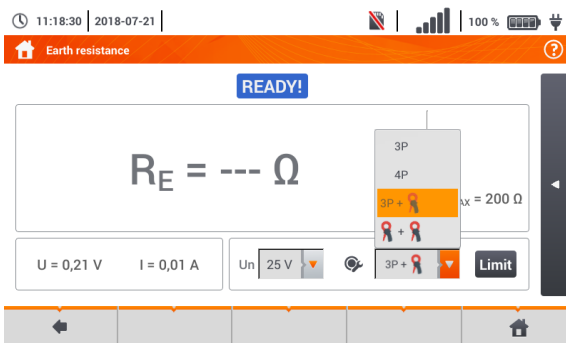 11:18:30 2018-07-21 100 %
Earth resistance ?
READY!
3P
4P
RE = --- Ω
3P +
AX = 200 Ω
+
U = 0,21 V I = 0,01 A Un 25 V 3P + Limit